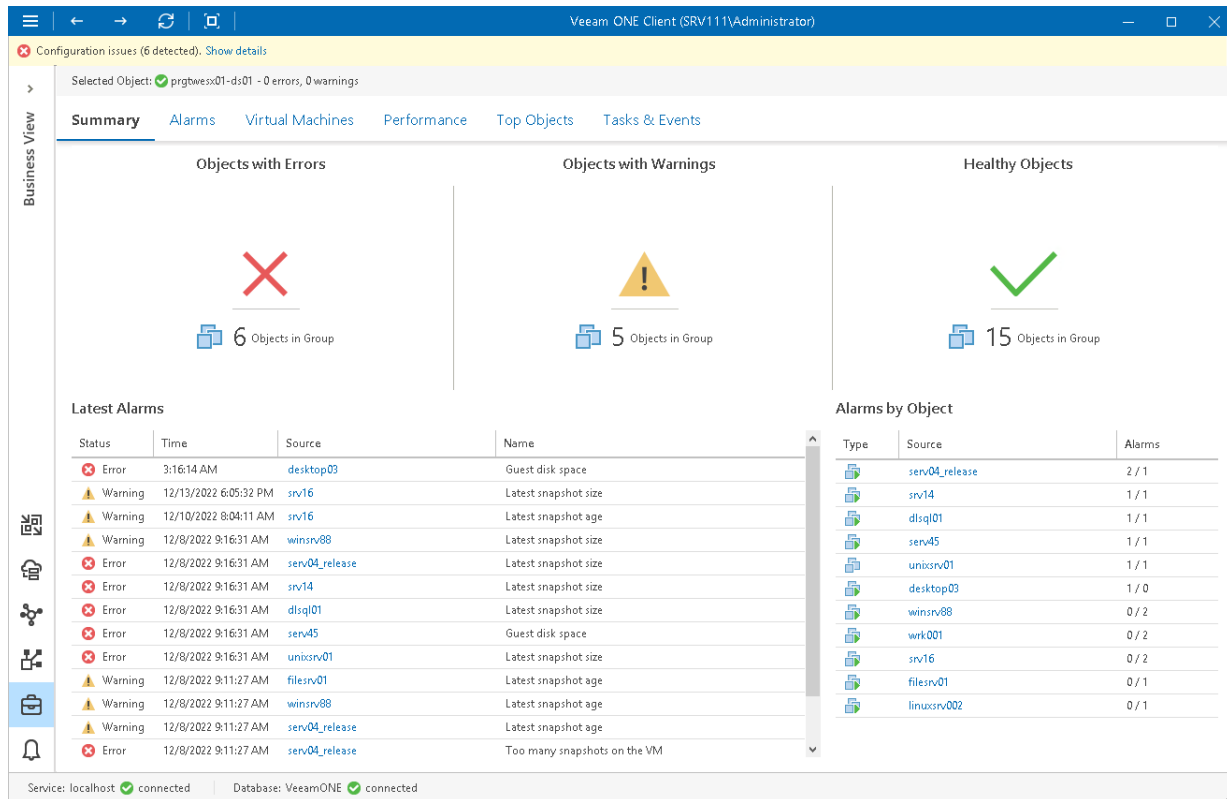 Veeam ONE Client (SRV111\Administrator)
Configuration issues (6 detected). Show details
Selected Object: prgtwesx01-ds01 - 0 errors, 0 warnings
Business View
Summary Alarms Virtual Machines Performance Top Objects Tasks & Events
Objects with Errors Objects with Warnings Healthy Objects
6 Objects in Group 5 Objects in Group 15 Objects in Group
Latest Alarms
Status Time Source Name
Error 3:16:14 AM desktop03 Guest disk space
Warning 12/13/2022 6:05:32 PM srv16 Latest snapshot size
Warning 12/10/2022 8:04:11 AM srv16 Latest snapshot age
Warning 12/8/2022 9:16:31 AM winsrv88 Latest snapshot size
Error 12/8/2022 9:16:31 AM serv04_release Latest snapshot size
Error 12/8/2022 9:16:31 AM srv14 Latest snapshot size
Error 12/8/2022 9:16:31 AM dlsql01 Latest snapshot size
Error 12/8/2022 9:16:31 AM serv45 Guest disk space
Error 12/8/2022 9:16:31 AM unixsrv01 Latest snapshot size
Warning 12/8/2022 9:11:27 AM filesrv01 Latest snapshot age
Warning 12/8/2022 9:11:27 AM winsrv88 Latest snapshot age
Warning 12/8/2022 9:11:27 AM serv04_release Latest snapshot age
Error 12/8/2022 9:11:27 AM serv04_release Too many snapshots on the VM
Alarms by Object
Type Source Alarms
serv04_release 2 / 1
srv14 1 / 1
dlsql01 1 / 1
serv45 1 / 1
unixsrv01 1 / 1
desktop03 1 / 0
winsrv88 0 / 2
wrk001 0 / 2
srv16 0 / 2
filesrv01 0 / 1
linuxsrv002 0 / 1
Service: localhost connected Database: VeeamONE connected